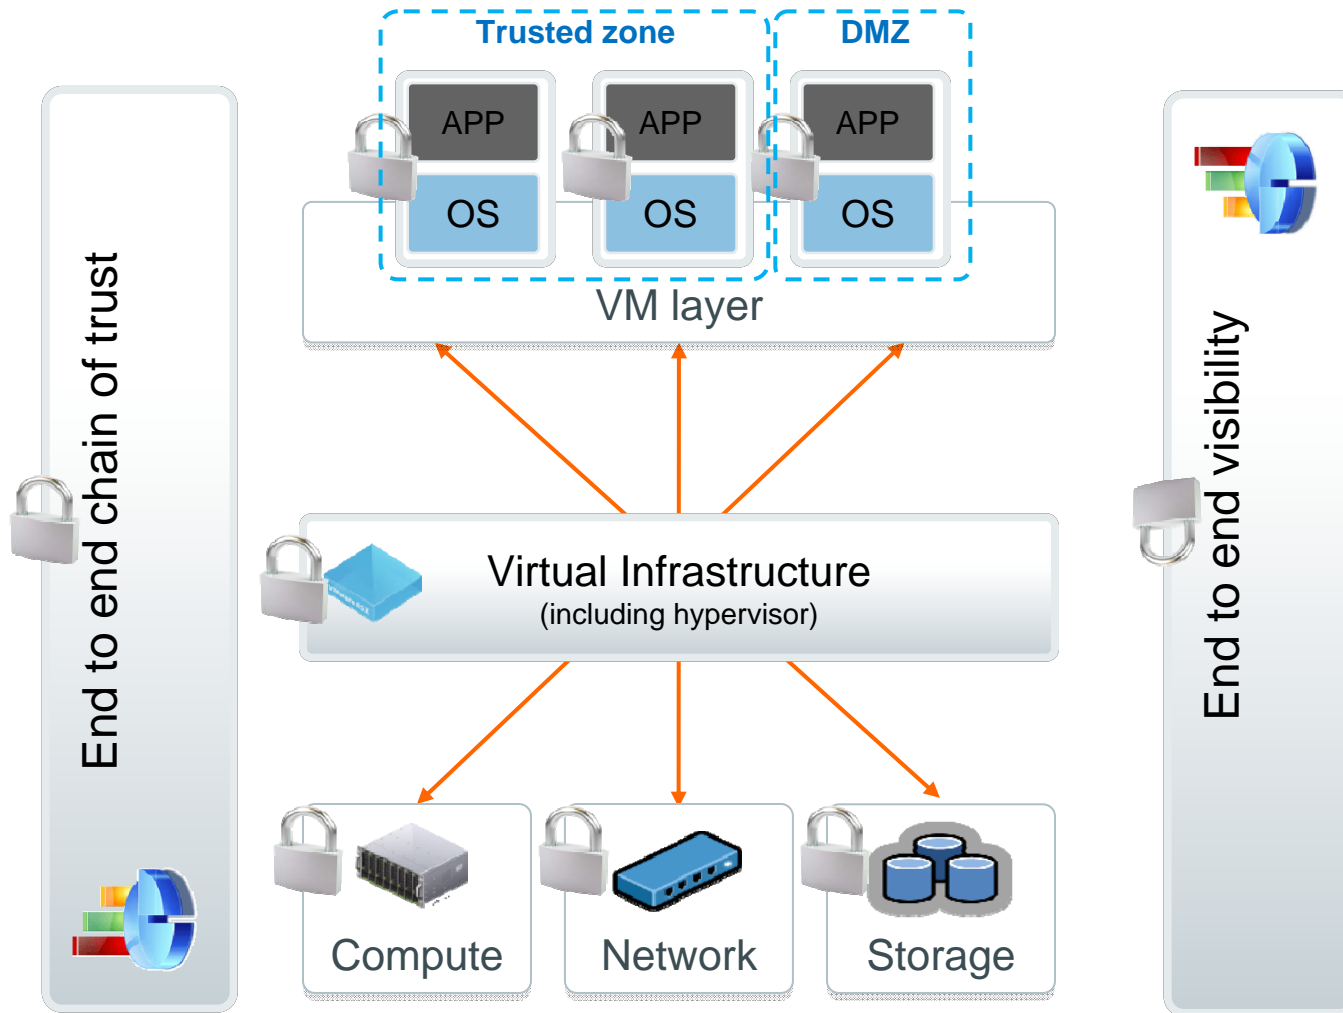 Trusted zone
DMZ
APP
APP
APP
OS
OS
OS
VM layer
End to end chain of trust
End to end visibility
Virtual Infrastructure
(including hypervisor)
Compute
Network
Storage